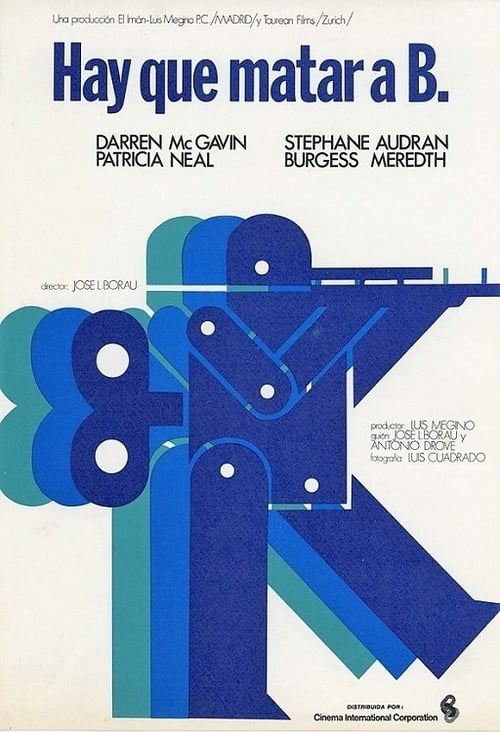 Una producción El Imán-Luis Megino P.C./MADRID/y Taurean Films/Zurich/
Hay que matar a B.
DARREN McGAVIN
PATRICIA NEAL
STEPHANE AUDRAN
BURGESS MEREDTH
director: JOSE L.BORAU
productor: LUIS MEGINO
guión: JOSE L.BORAU y
ANTONIO DROVE
fotografía: LUIS CUADRADO
DISTRIBUIDA POR:
Cinema International Corporation